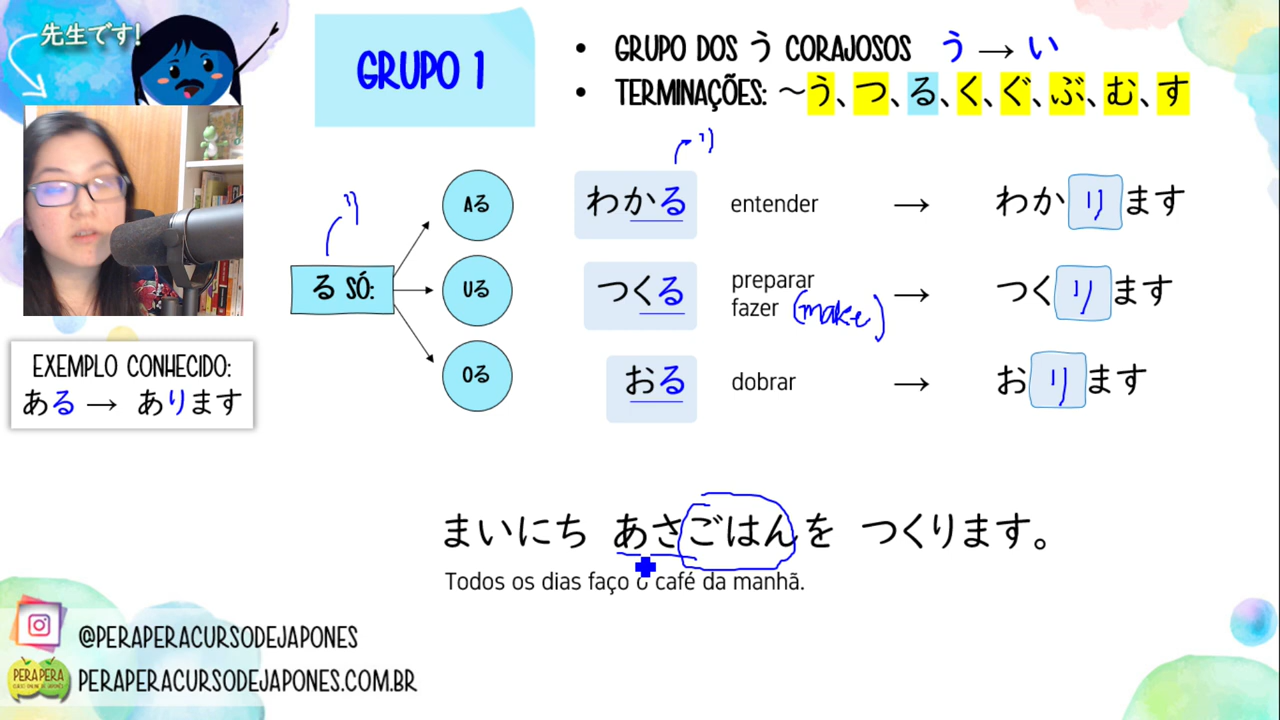 先生です!
GRUPO 1
• GRUPO DOS う CORAJOSOS う → い
• TERMINAÇÕES: ～う、つ、る、く、ぐ、ぶ、む、す
り
り
る SÓ:
Aる
Uる
Oる
わかる entender → わかります
つくる preparar fazer (make) → つくります
おる dobrar → おります
EXEMPLO CONHECIDO:
ある → あります
まいにち あさごはんを つくります。
Todos os dias faço o café da manhã.
@PERAPERACURSODEJAPONES
PERAPERA
PERAPERACURSODEJAPONES.COM.BR